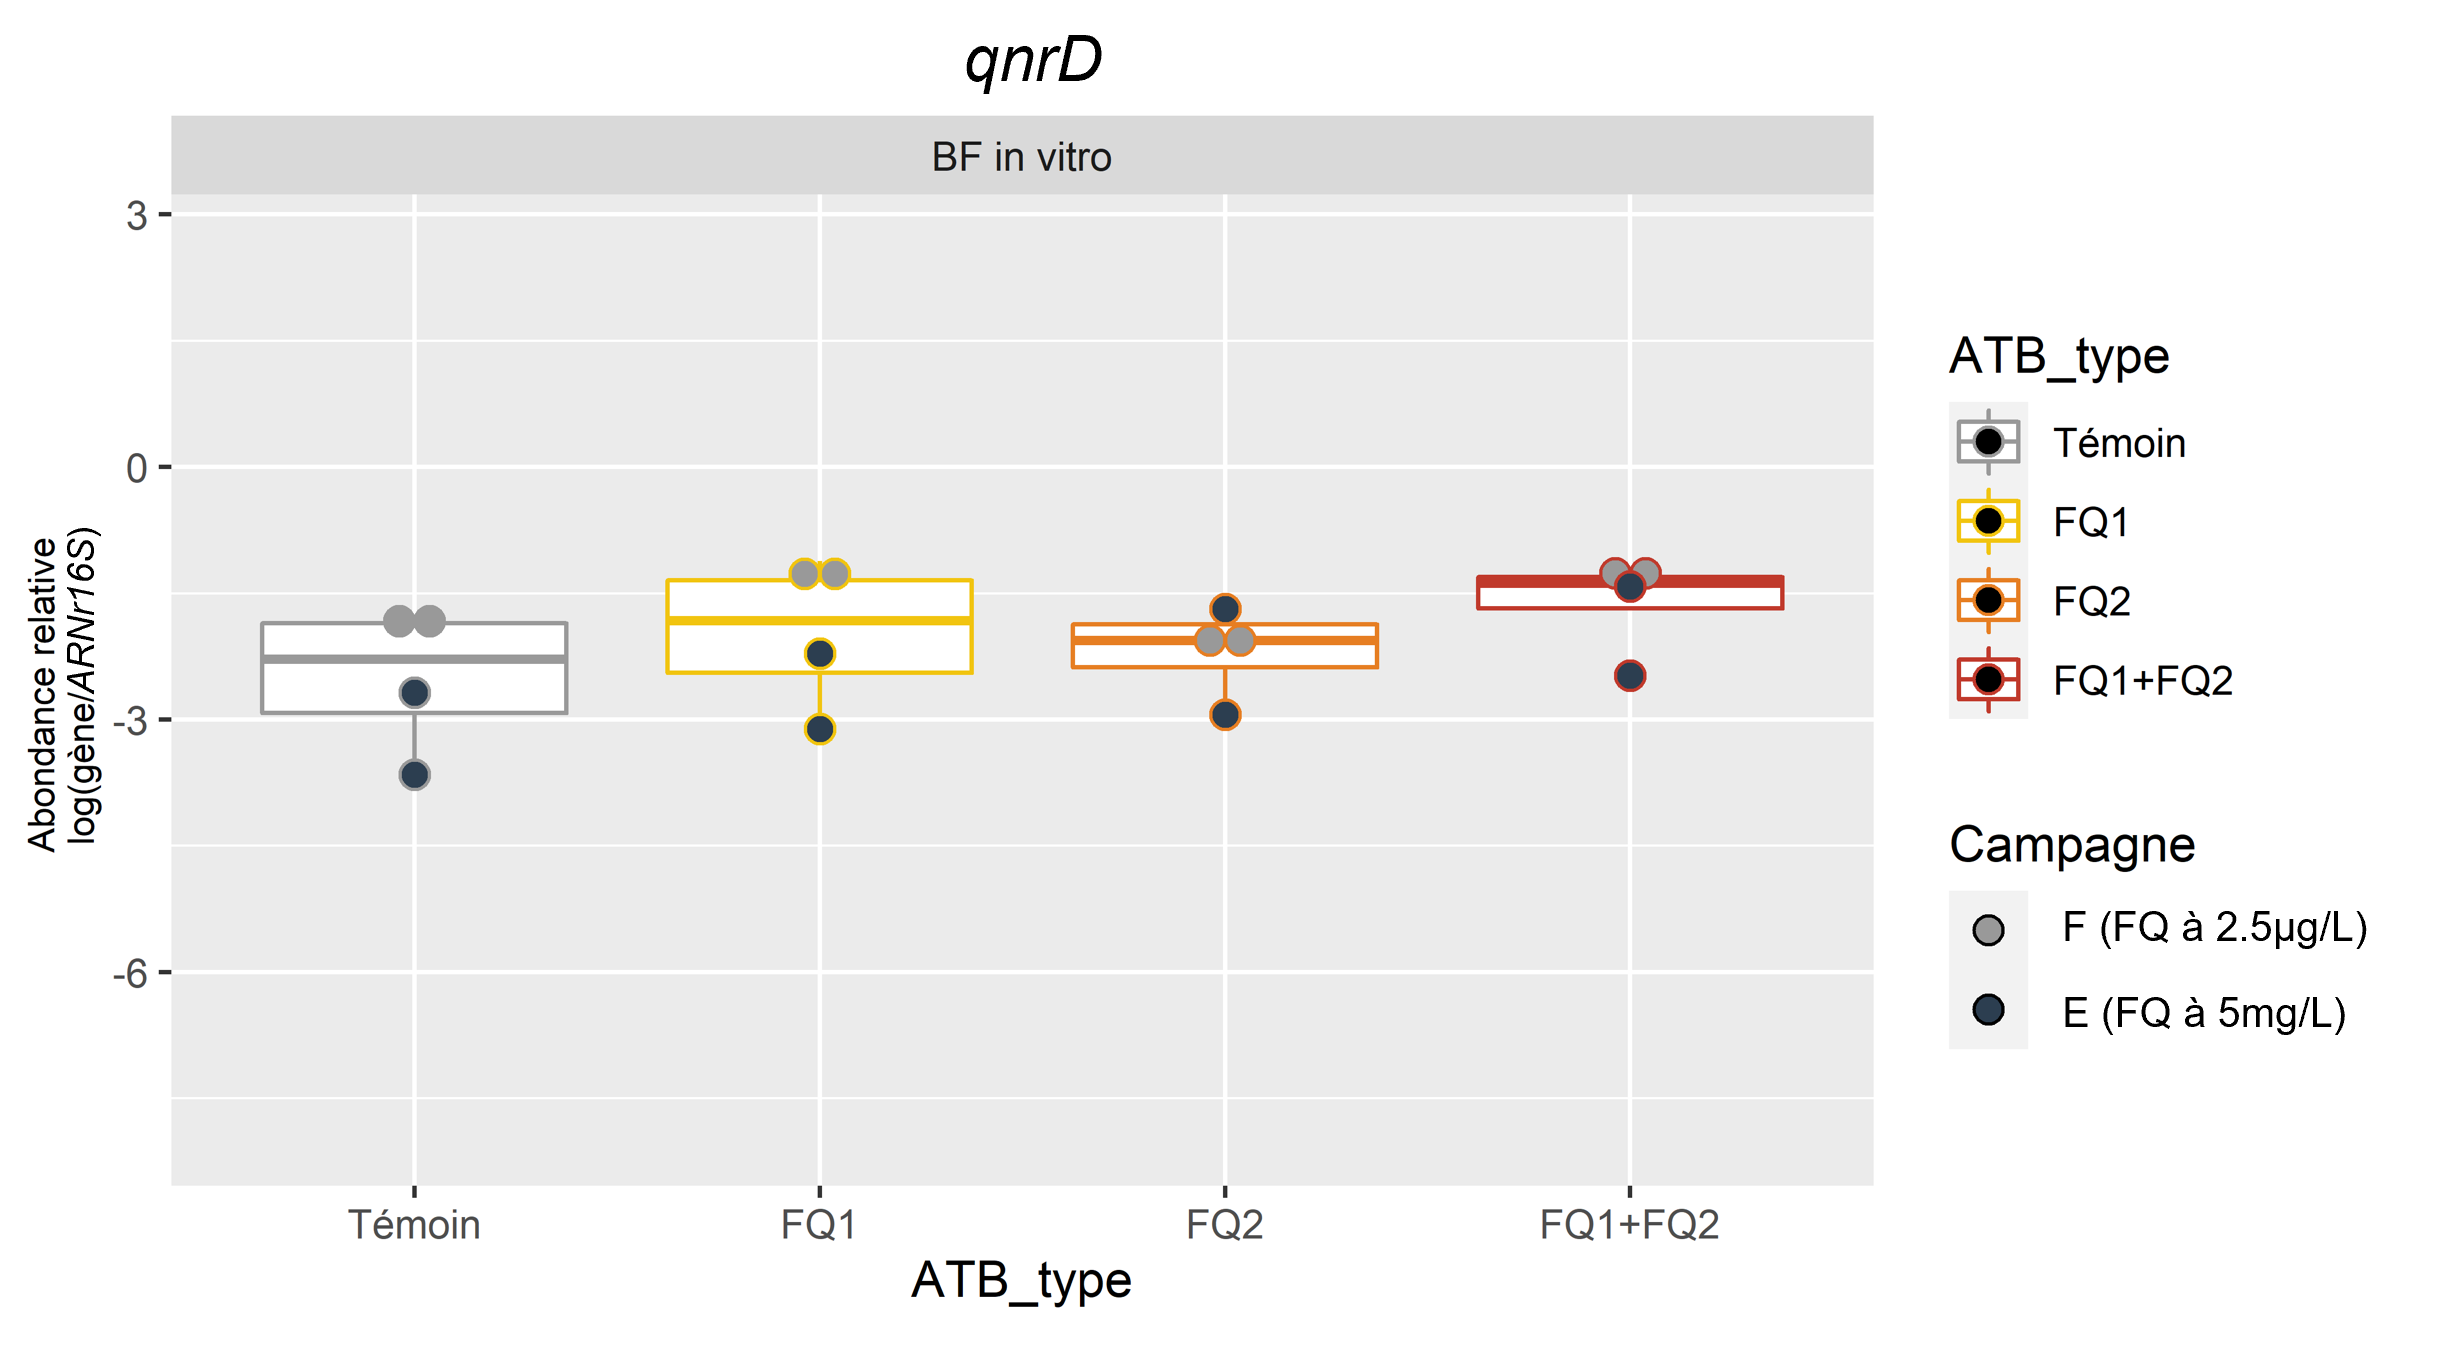 qnrD
BF in vitro
3
0
-3
-6
Abondance relative
log(gène/ARNr16S)
Témoin
FQ1
FQ2
FQ1+FQ2
ATB_type
ATB_type
Témoin
FQ1
FQ2
FQ1+FQ2
Campagne
F (FQ à 2.5µg/L)
E (FQ à 5mg/L)